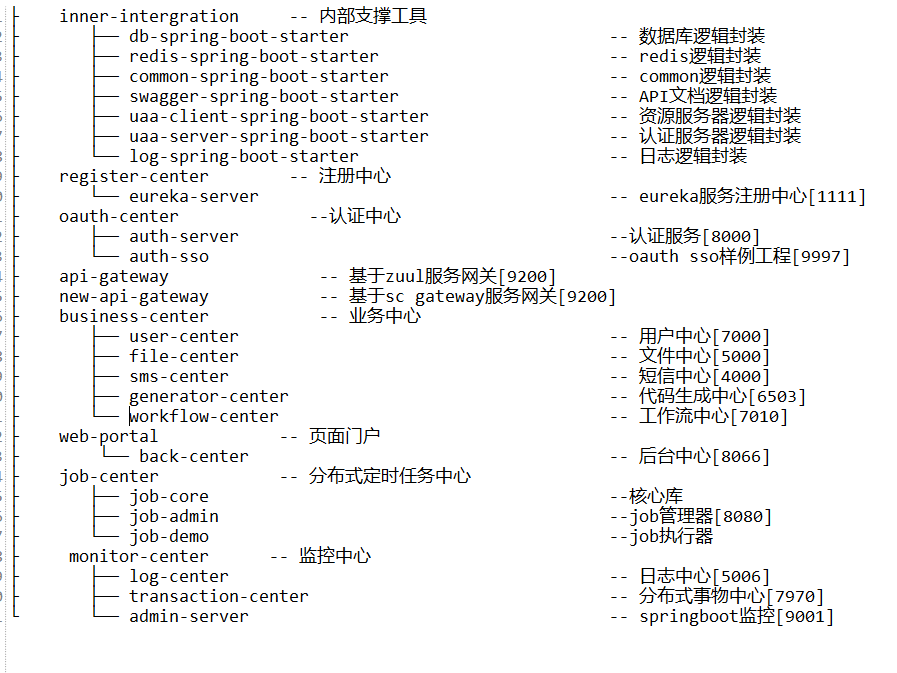 ├ inner-intergration -- 内部支撑工具
├ ├── db-spring-boot-starter -- 数据库逻辑封装
├ ├── redis-spring-boot-starter -- redis逻辑封装
├ ├── common-spring-boot-starter -- common逻辑封装
├ ├── swagger-spring-boot-starter -- API文档逻辑封装
├ ├── uaa-client-spring-boot-starter -- 资源服务器逻辑封装
├ ├── uaa-server-spring-boot-starter -- 认证服务器逻辑封装
├ └── log-spring-boot-starter -- 日志逻辑封装
├ register-center -- 注册中心
├ └── eureka-server -- eureka服务注册中心[1111]
├ oauth-center --认证中心
├ ├── auth-server --认证服务[8000]
├ └── auth-sso --oauth sso样例工程[9997]
├ api-gateway -- 基于zuul服务网关[9200]
├ new-api-gateway -- 基于sc gateway服务网关[9200]
├ business-center -- 业务中心
├ ├── user-center -- 用户中心[7000]
├ ├── file-center -- 文件中心[5000]
├ ├── sms-center -- 短信中心[4000]
├ ├── generator-center -- 代码生成中心[6503]
├ └── workflow-center -- 工作流中心[7010]
├ web-portal -- 页面门户
├ └── back-center -- 后台中心[8066]
├ job-center -- 分布式定时任务中心
├ ├── job-core --核心库
├ ├── job-admin --job管理器[8080]
├ └── job-demo --job执行器
├ monitor-center -- 监控中心
├ ├── log-center -- 日志中心[5006]
├ ├── transaction-center -- 分布式事物中心[7970]
└ └── admin-server -- springboot监控[9001]